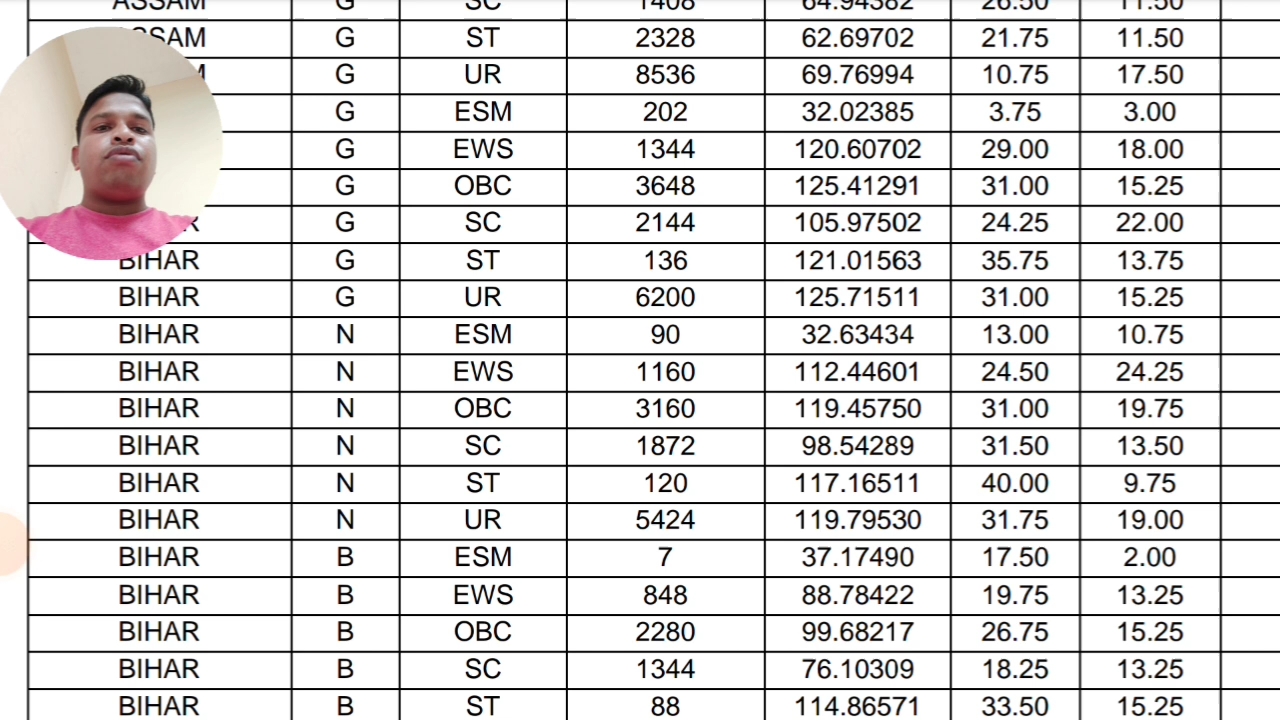 ASSAM G SC 1408 64.94382 26.50 11.50
G ST 2328 62.69702 21.75 11.50
G UR 8536 69.76994 10.75 17.50
G ESM 202 32.02385 3.75 3.00
G EWS 1344 120.60702 29.00 18.00
G OBC 3648 125.41291 31.00 15.25
G SC 2144 105.97502 24.25 22.00
BIHAR G ST 136 121.01563 35.75 13.75
BIHAR G UR 6200 125.71511 31.00 15.25
BIHAR N ESM 90 32.63434 13.00 10.75
BIHAR N EWS 1160 112.44601 24.50 24.25
BIHAR N OBC 3160 119.45750 31.00 19.75
BIHAR N SC 1872 98.54289 31.50 13.50
BIHAR N ST 120 117.16511 40.00 9.75
BIHAR N UR 5424 119.79530 31.75 19.00
BIHAR B ESM 7 37.17490 17.50 2.00
BIHAR B EWS 848 88.78422 19.75 13.25
BIHAR B OBC 2280 99.68217 26.75 15.25
BIHAR B SC 1344 76.10309 18.25 13.25
BIHAR B ST 88 114.86571 33.50 15.25